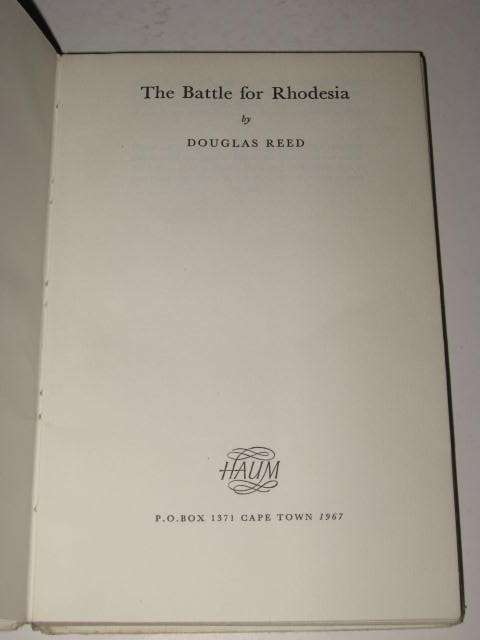 The Battle for Rhodesia
by
DOUGLAS REED
HAUM
P.O.BOX 1371 CAPE TOWN 1967